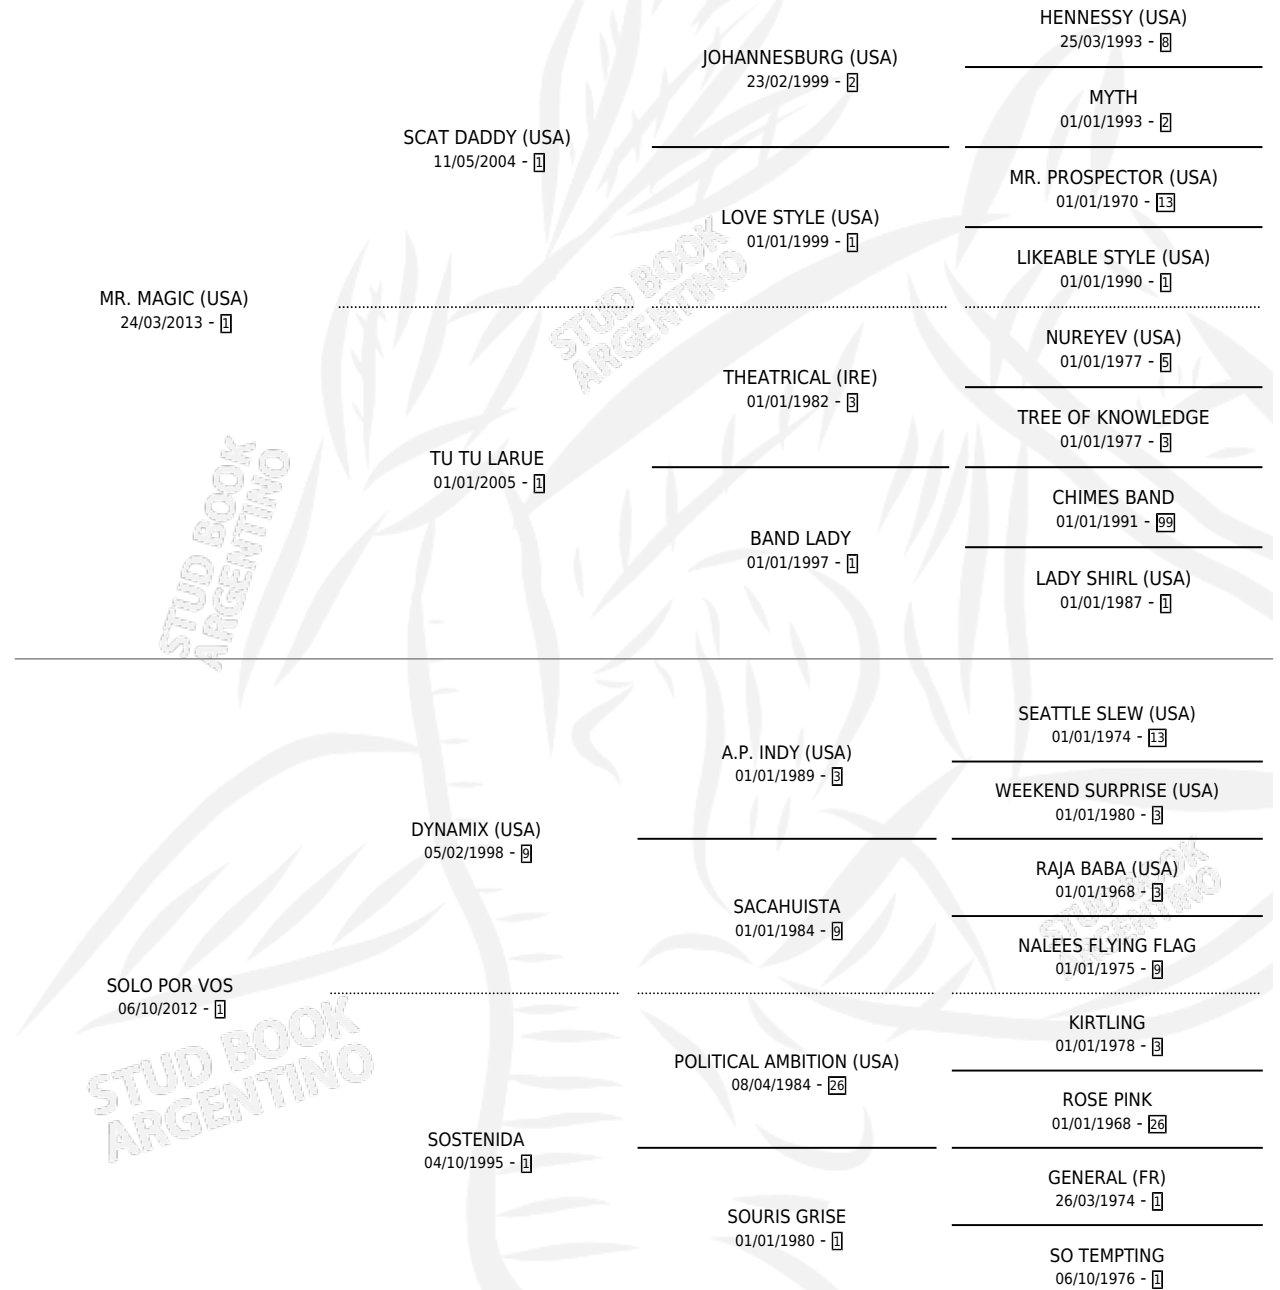 HENNESSY (USA)
25/03/1993 - 8
JOHANNESBURG (USA)
23/02/1999 - 2
MYTH
01/01/1993 - 2
SCAT DADDY (USA)
11/05/2004 - 1
MR. PROSPECTOR (USA)
01/01/1970 - 13
LOVE STYLE (USA)
01/01/1999 - 1
LIKEABLE STYLE (USA)
01/01/1990 - 1
MR. MAGIC (USA)
24/03/2013 - 1
NUREYEV (USA)
01/01/1977 - 5
THEATRICAL (IRE)
01/01/1982 - 3
TREE OF KNOWLEDGE
01/01/1977 - 3
TU TU LARUE
01/01/2005 - 1
CHIMES BAND
01/01/1991 - 99
BAND LADY
01/01/1997 - 1
LADY SHIRL (USA)
01/01/1987 - 1
STUD BOOK
ARGENTINO
STUD BOOK
ARGENTINO
SEATTLE SLEW (USA)
01/01/1974 - 13
A.P. INDY (USA)
01/01/1989 - 3
WEEKEND SURPRISE (USA)
01/01/1980 - 3
DYNAMIX (USA)
05/02/1998 - 9
RAJA BABA (USA)
01/01/1968 - 3
SACAHUISTA
01/01/1984 - 9
NALEES FLYING FLAG
01/01/1975 - 9
SOLO POR VOS
06/10/2012 - 1
KIRTLING
01/01/1978 - 3
POLITICAL AMBITION (USA)
08/04/1984 - 26
ROSE PINK
01/01/1968 - 26
SOSTENIDA
04/10/1995 - 1
GENERAL (FR)
26/03/1974 - 1
SOURIS GRISE
01/01/1980 - 1
SO TEMPTING
06/10/1976 - 1
STUD BOOK
ARGENTINO
STUD BOOK
ARGENTINO